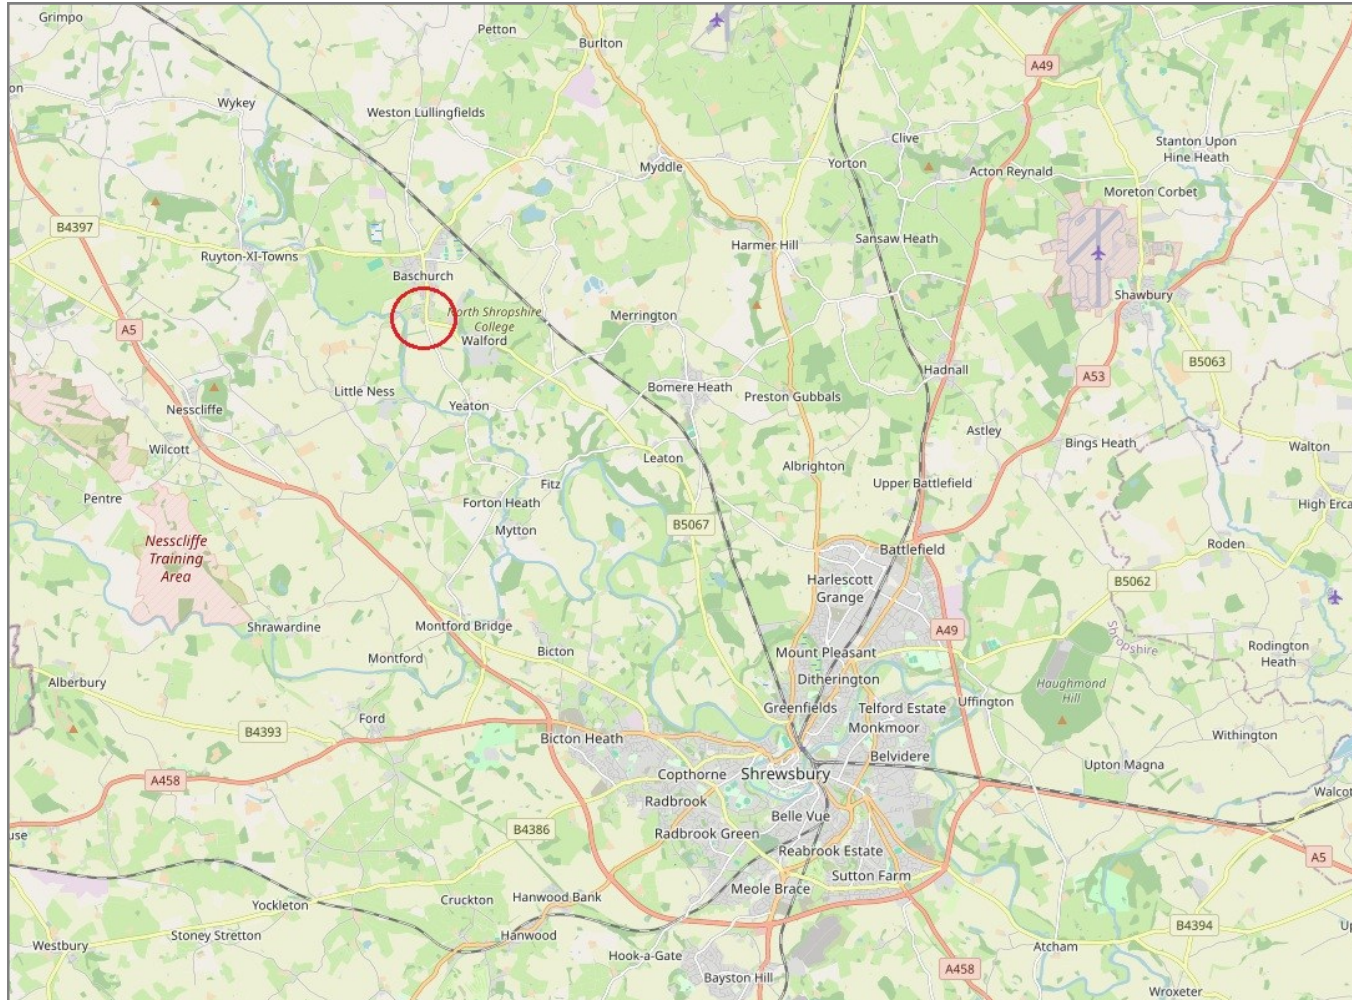 Grimpo
Petton
Burlton
A49
on
Wykey
Weston Lullingfields
Clive
Stanton Upon
Hine Heath
Myddle
Yorton
Acton Reynald
Moreton Corbet
B4397
Ruyton-XI-Towns
Harmer Hill
Sansaw Heath
Baschurch
Shawbury
North Shropshire
College
Walford
Merrington
A5
B5063
Hadnall
A53
Little Ness
Bomere Heath
Preston Gubbals
Nesscliffe
Yeaton
Astley
Bings Heath
Walton
Wilcott
Leaton
Albrighton
Upper Battlefield
Pentre
Fitz
Forton Heath
High Erca
Mytton
B5067
Nesscliffe
Training
Area
Battlefield
Roden
Harlescott
Grange
B5062
Shrawardine
Montford Bridge
A49
Shropshire
Montford
Bicton
Mount Pleasant
Rodington
Heath
Alberbury
Ditherington
Haughmond
Hill
Ford
Greenfields
Telford Estate
Uffington
B4393
Bicton Heath
Monkmoor
Withington
Belvidere
Upton Magna
A458
Copthorne
Shrewsbury
Walcot
Radbrook
Belle Vue
B4386
Radbrook Green
use
Reabrook Estate
A5
Sutton Farm
Meole Brace
Yockleton
Cruckton
Hanwood Bank
B4394
Up
Westbury
Stoney Stretton
Hanwood
Atcham
Hook-a-Gate
A458
Bayston Hill
Wroxeter